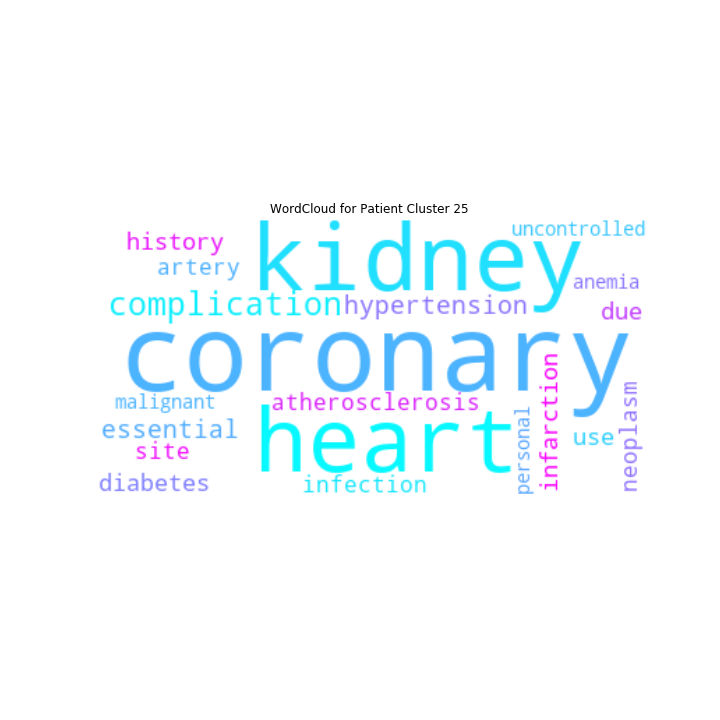 WordCloud for Patient Cluster 25
kidney
uncontrolled
history
artery
anemia
complication
hypertension
due
coronary
malignant
atherosclerosis
infarction
personal
neoplasm
essential
heart
use
site
diabetes
infection